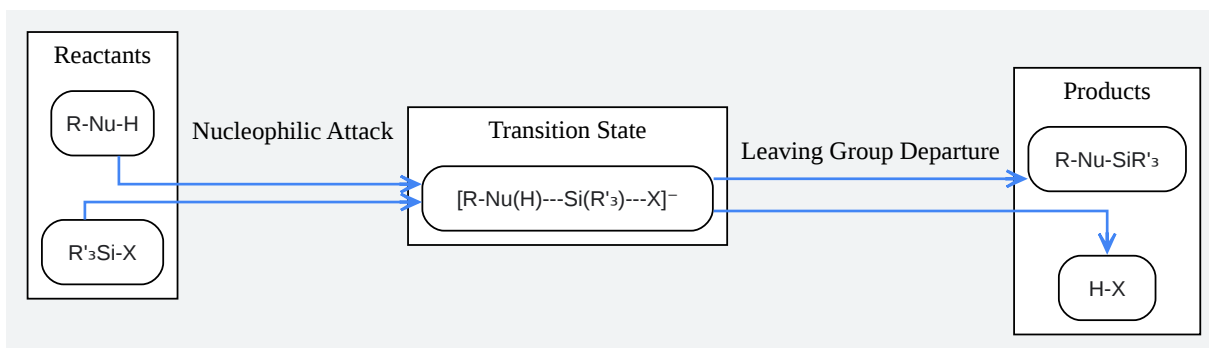 Reactants
R-Nu-H
R'₃Si-X
Nucleophilic Attack
Transition State
[R-Nu(H)---Si(R'₃)---X]⁻
Leaving Group Departure
Products
R-Nu-SiR'₃
H-X